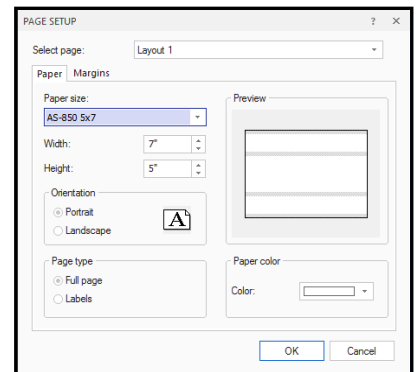 PAGE SETUP ? X
Select page: Layout 1
Paper Margins
Paper size:
AS-850 5x7
Width: 7"
Height: 5"
Orientation
Portrait
Landscape
A
Page type
Full page
Labels
Preview
Paper color
Color:
OK Cancel